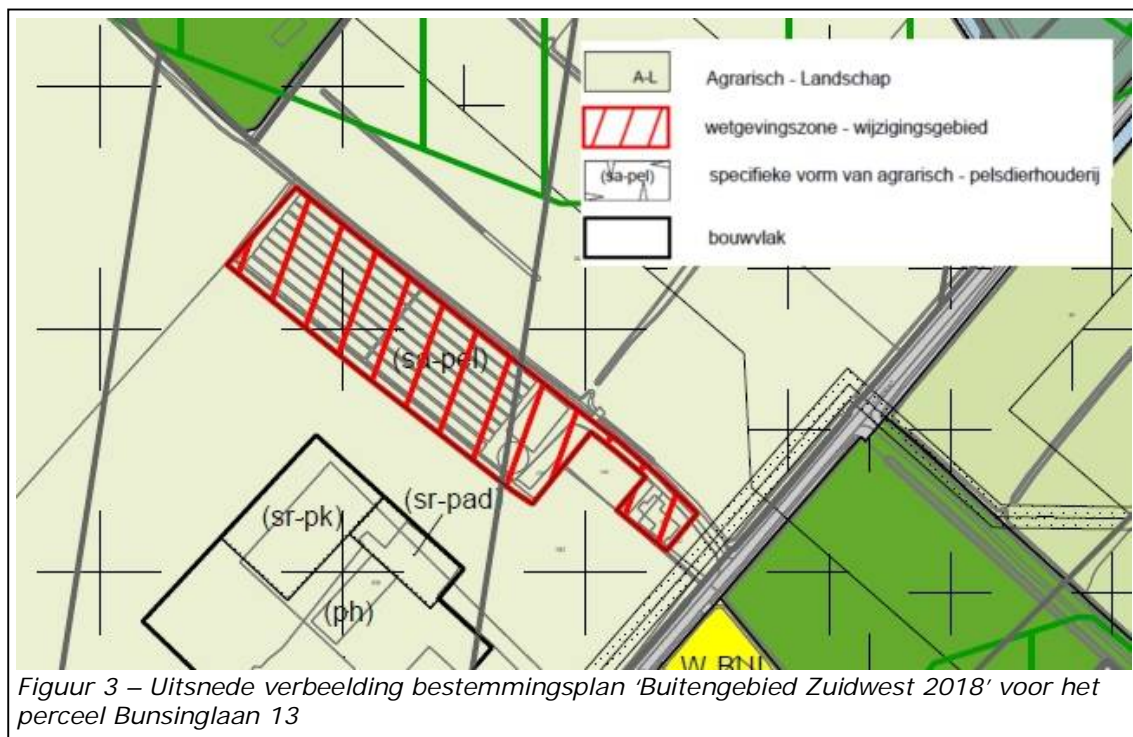 A-L
Agrarisch - Landschap
wetgevingszone - wijzigingsgebied
(sa-pel)
specifieke vorm van agrarisch - pelsdierhouderij
bouwvlak
(sa-pel)
(sr-pk)
(sr-pad
(ph)
Figuur 3 – Uitsnede verbeelding bestemmingsplan ‘Buitengebied Zuidwest 2018’ voor het
perceel Bunsinglaan 13